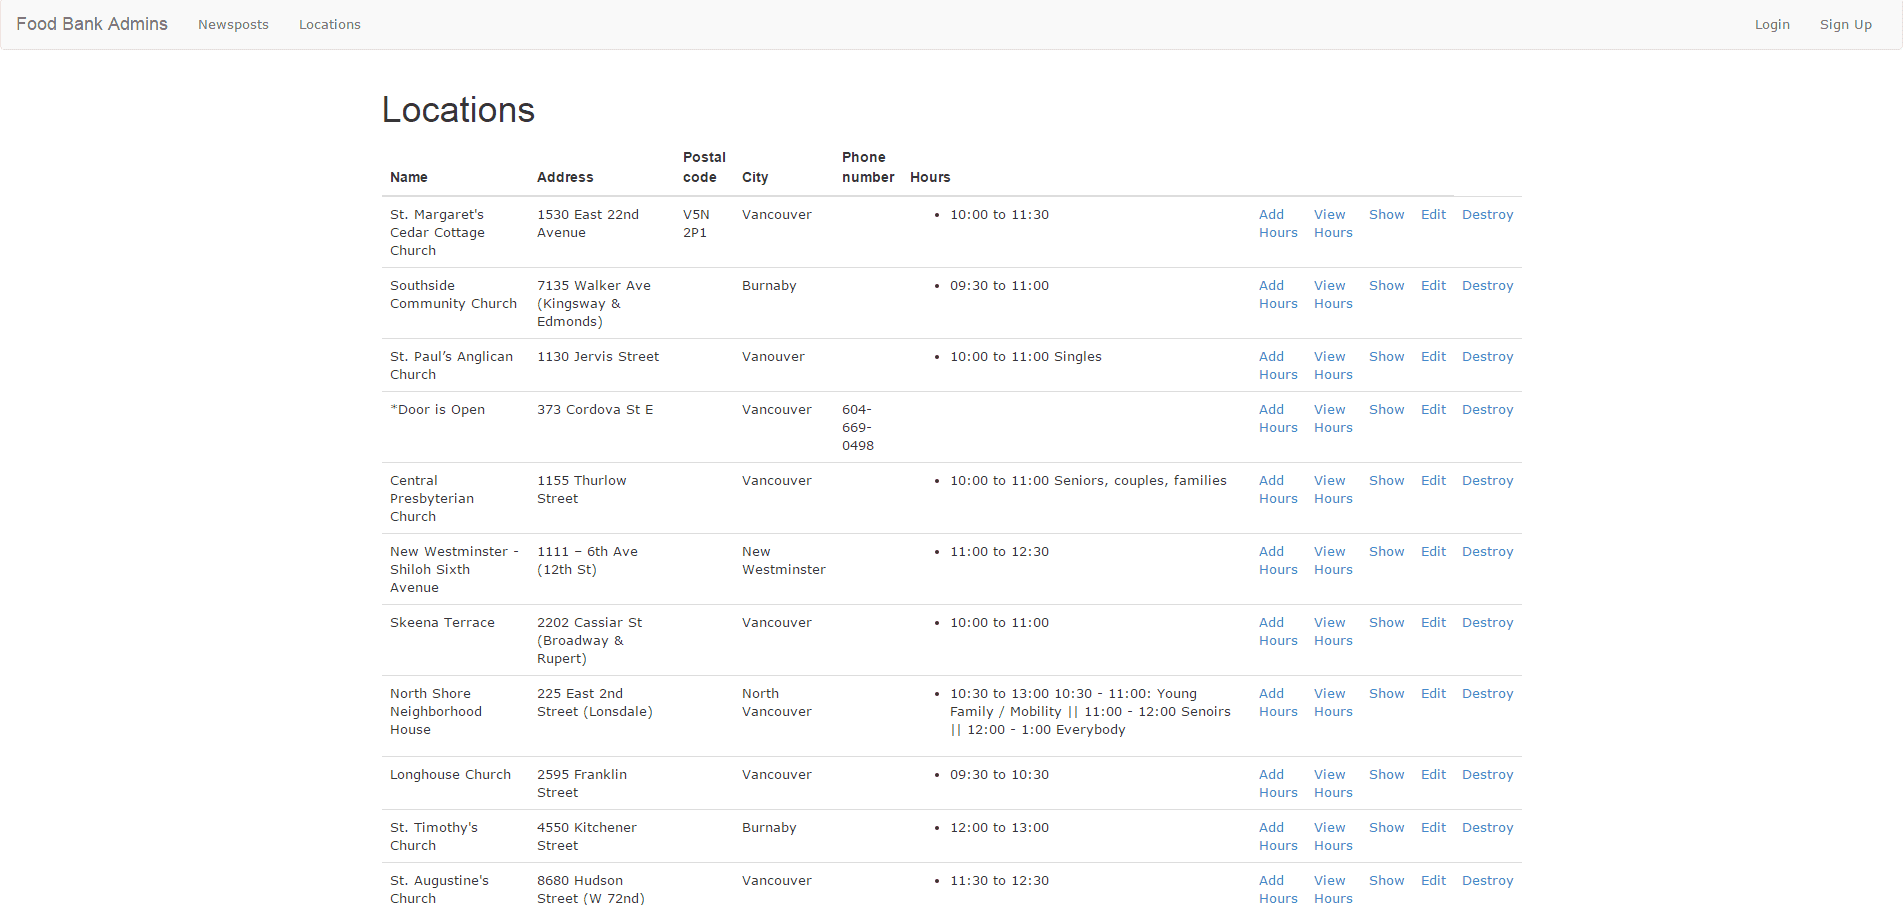 Food Bank Admins Newsposts Locations Login Sign Up
Locations
Name Address Postal code City Phone number Hours
St. Margaret's Cedar Cottage Church 1530 East 22nd Avenue V5N 2P1 Vancouver • 10:00 to 11:30 Add Hours View Hours Show Edit Destroy
Southside Community Church 7135 Walker Ave (Kingsway & Edmonds) Burnaby • 09:30 to 11:00 Add Hours View Hours Show Edit Destroy
St. Paul’s Anglican Church 1130 Jervis Street Vanouver • 10:00 to 11:00 Singles Add Hours View Hours Show Edit Destroy
*Door is Open 373 Cordova St E Vancouver 604-669-0498 Add Hours View Hours Show Edit Destroy
Central Presbyterian Church 1155 Thurlow Street Vancouver • 10:00 to 11:00 Seniors, couples, families Add Hours View Hours Show Edit Destroy
New Westminster - Shiloh Sixth Avenue 1111 – 6th Ave (12th St) New Westminster • 11:00 to 12:30 Add Hours View Hours Show Edit Destroy
Skeena Terrace 2202 Cassiar St (Broadway & Rupert) Vancouver • 10:00 to 11:00 Add Hours View Hours Show Edit Destroy
North Shore Neighborhood House 225 East 2nd Street (Lonsdale) North Vancouver • 10:30 to 13:00 10:30 - 11:00: Young Family / Mobility || 11:00 - 12:00 Senoirs || 12:00 - 1:00 Everybody Add Hours View Hours Show Edit Destroy
Longhouse Church 2595 Franklin Street Vancouver • 09:30 to 10:30 Add Hours View Hours Show Edit Destroy
St. Timothy's Church 4550 Kitchener Street Burnaby • 12:00 to 13:00 Add Hours View Hours Show Edit Destroy
St. Augustine's Church 8680 Hudson Street (W 72nd) Vancouver • 11:30 to 12:30 Add Hours View Hours Show Edit Destroy